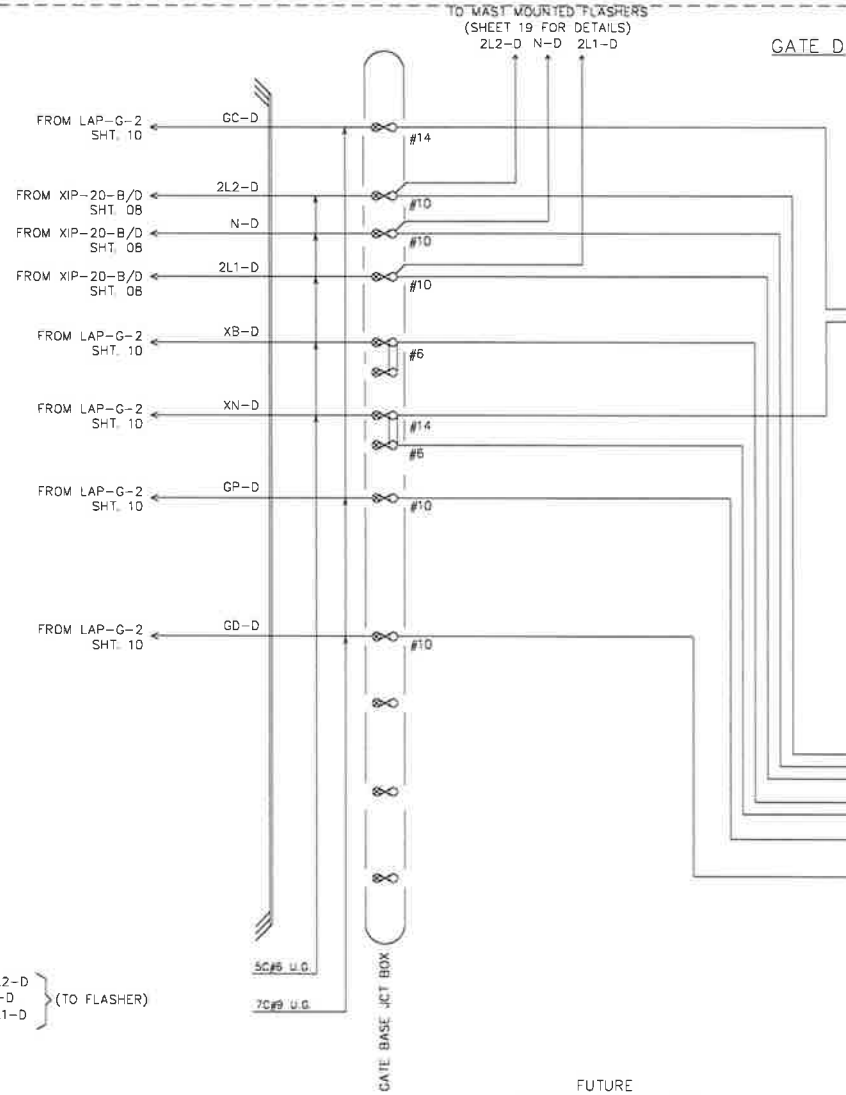 TO MAST MOUNTED FLASHERS
(SHEET 19 FOR DETAILS)
2L2-D N-D 2L1-D
GATE D
FROM LAP-G-2
SHT. 10
GC-D
#14
FROM XIP-20-B/D
SHT. 08
2L2-D
#10
FROM XIP-20-B/D
SHT. 08
N-D
#10
FROM XIP-20-B/D
SHT. 08
2L1-D
#10
FROM LAP-G-2
SHT. 10
XB-D
#6
FROM LAP-G-2
SHT. 10
XN-D
#14
#6
FROM LAP-G-2
SHT. 10
GP-D
#10
FROM LAP-G-2
SHT. 10
GD-D
#10
5C#6 U.G.
7C#9 U.G.
L2-D
-D
L1-D
(TO FLASHER)
GATE BASE JCT BOX
FUTURE